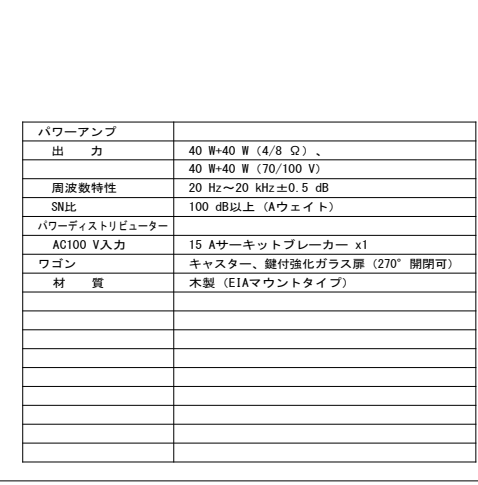 パワーアンプ
出　力　40 W+40 W（4/8 Ω）、
40 W+40 W（70/100 V）
周波数特性　20 Hz～20 kHz±0.5 dB
SN比　100 dB以上（Aウェイト）
パワーディストリビューター
AC100 V入力　15 Aサーキットブレーカー x1
ワゴン　キャスター、鍵付強化ガラス扉（270°開閉可）
材　質　木製（EIAマウントタイプ）